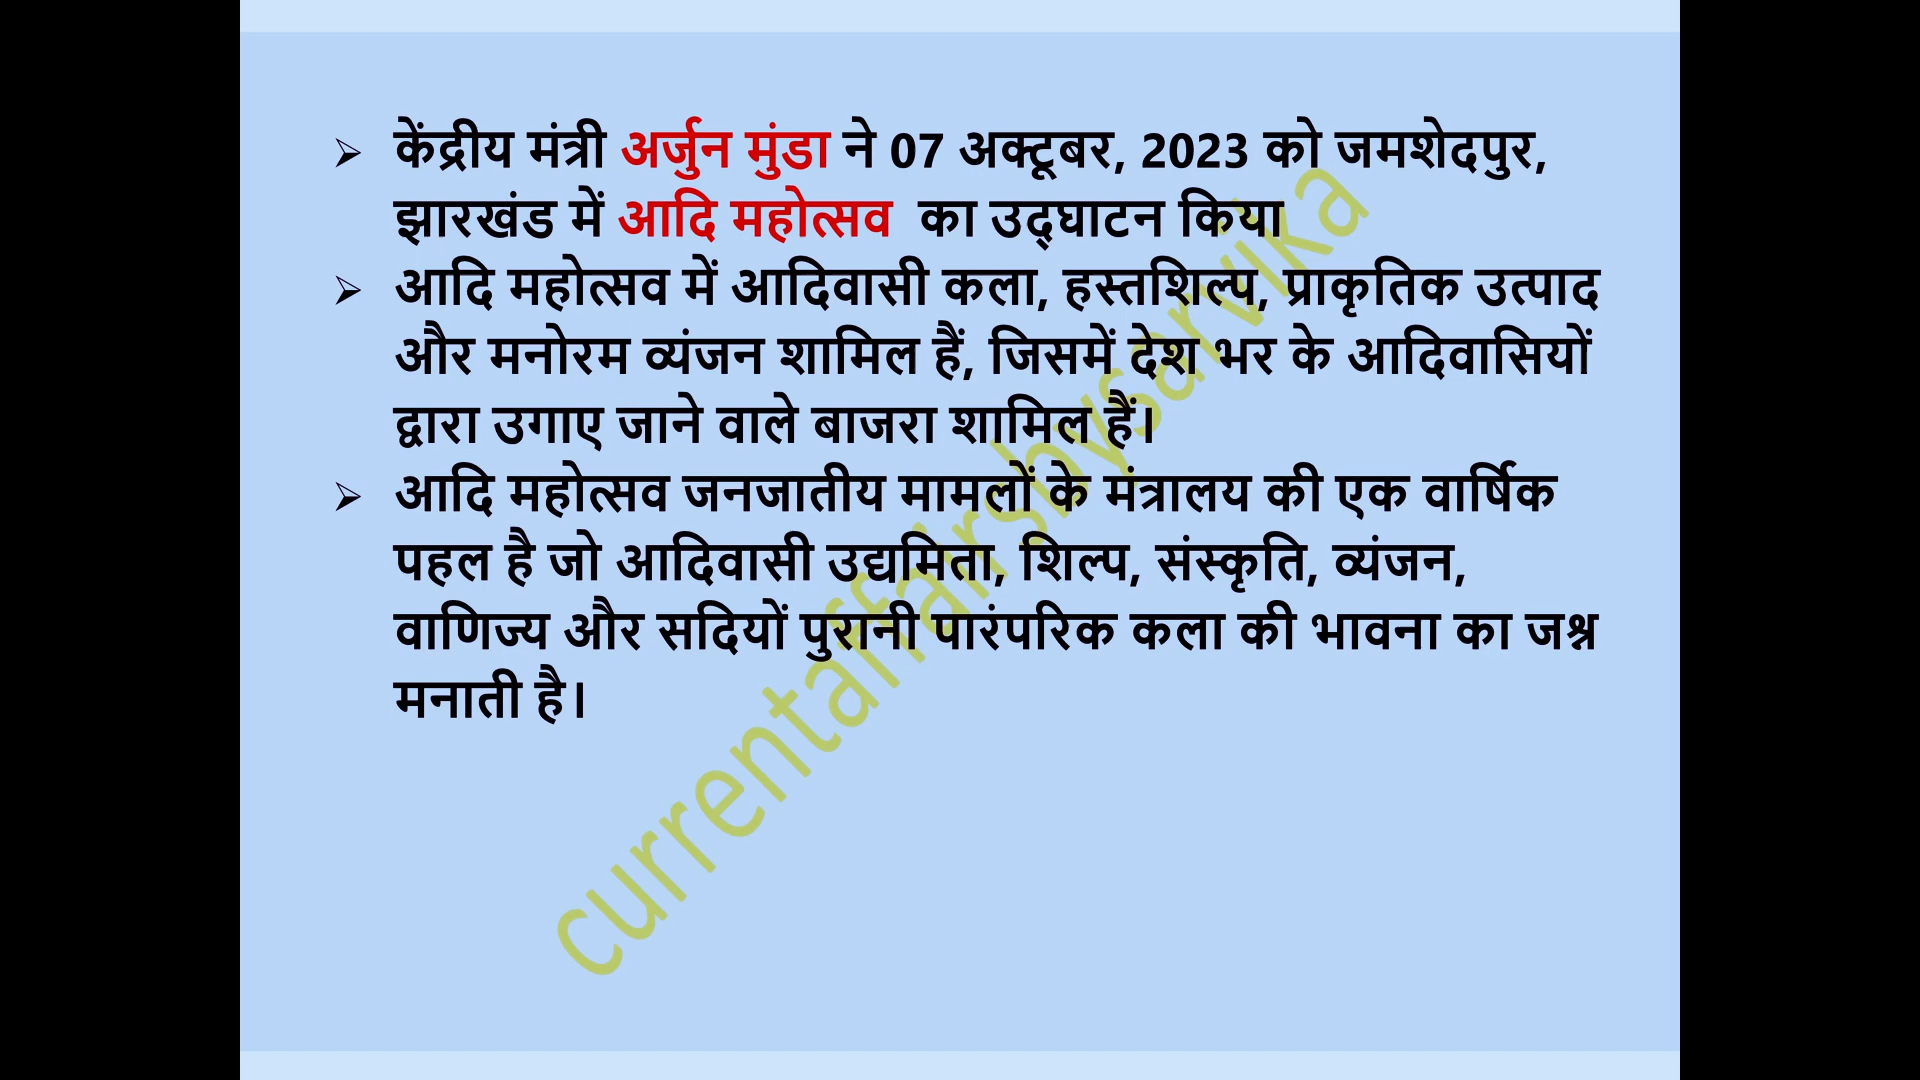 ➢ केंद्रीय मंत्री अर्जुन मुंडा ने 07 अक्टूबर, 2023 को जमशेदपुर,
झारखंड में आदि महोत्सव का उद्घाटन किया
➢ आदि महोत्सव में आदिवासी कला, हस्तशिल्प, प्राकृतिक उत्पाद
और मनोरम व्यंजन शामिल हैं, जिसमें देश भर के आदिवासियों
द्वारा उगाए जाने वाले बाजरा शामिल हैं।
➢ आदि महोत्सव जनजातीय मामलों के मंत्रालय की एक वार्षिक
पहल है जो आदिवासी उद्यमिता, शिल्प, संस्कृति, व्यंजन,
वाणिज्य और सदियों पुरानी पारंपरिक कला की भावना का जश्न
मनाती है।
currentaffairsbysarvika